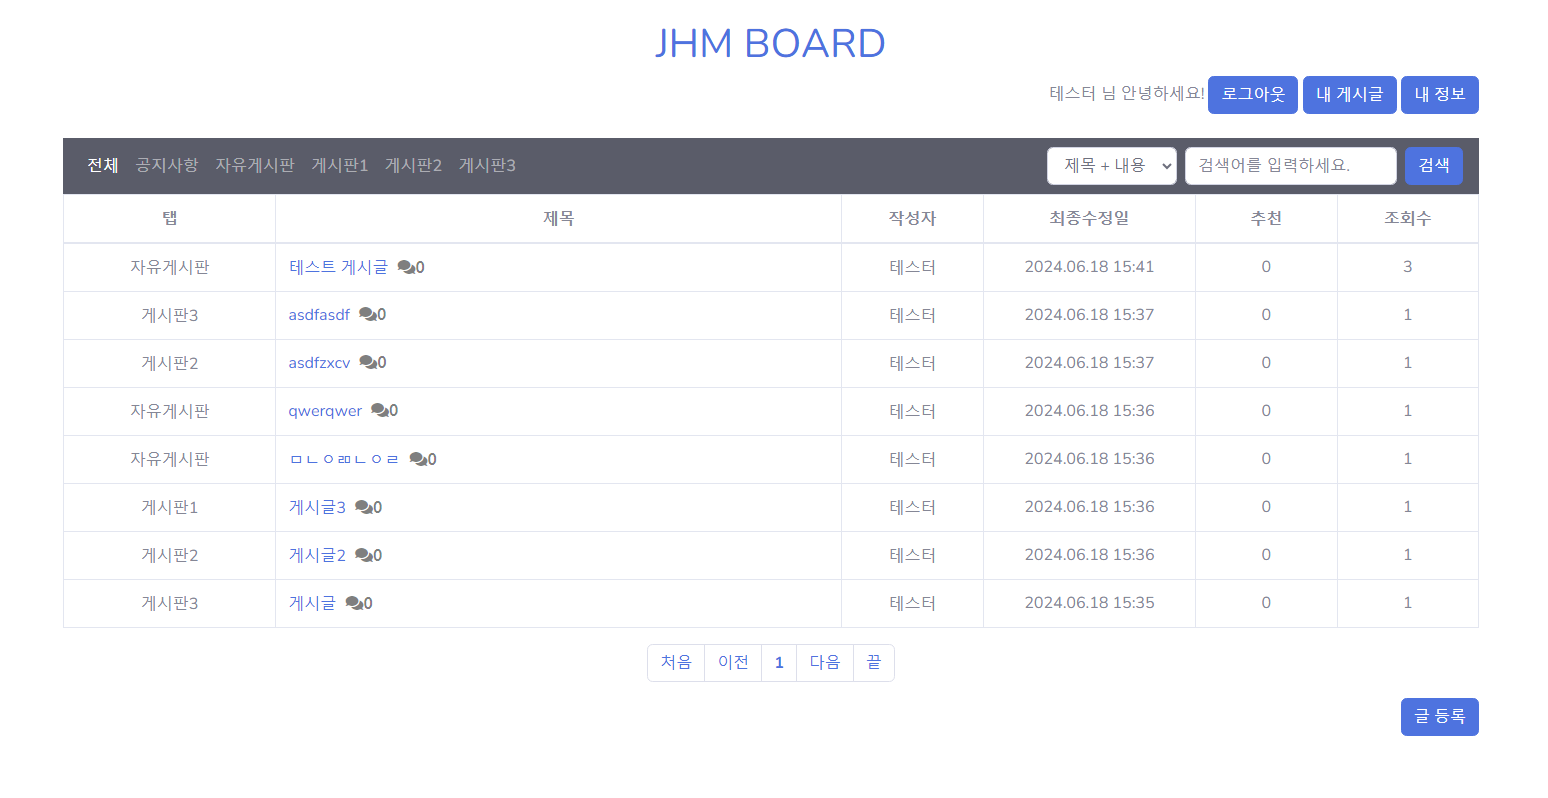 JHM BOARD
테스터 님 안녕하세요! 로그아웃 내 게시글 내 정보
전체 공지사항 자유게시판 게시판1 게시판2 게시판3 제목 + 내용 검색어를 입력하세요. 검색
탭 제목 작성자 최종수정일 추천 조회수
자유게시판 테스트 게시글 0 테스터 2024.06.18 15:41 0 3
게시판3 asdfasdf 0 테스터 2024.06.18 15:37 0 1
게시판2 asdfzxcv 0 테스터 2024.06.18 15:37 0 1
자유게시판 qwerqwer 0 테스터 2024.06.18 15:36 0 1
자유게시판 ㅁㄴㅇㄻㄴㅇㄹ 0 테스터 2024.06.18 15:36 0 1
게시판1 게시글3 0 테스터 2024.06.18 15:36 0 1
게시판2 게시글2 0 테스터 2024.06.18 15:36 0 1
게시판3 게시글 0 테스터 2024.06.18 15:35 0 1
처음 이전 1 다음 끝
글 등록